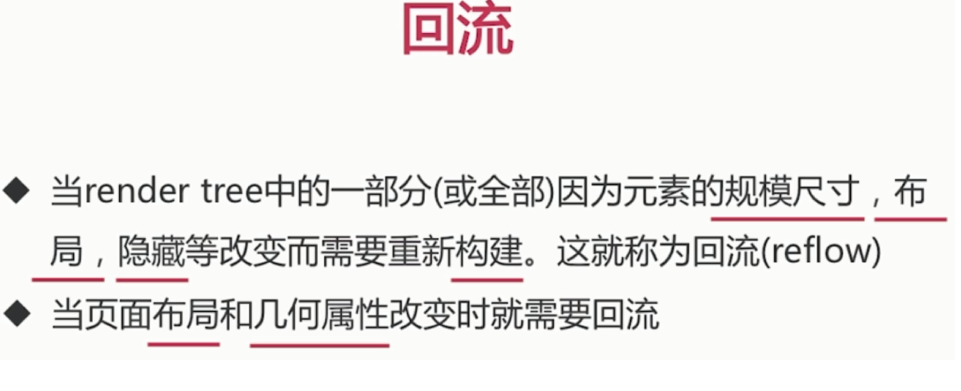 回流
◆ 当render tree中的一部分(或全部)因为元素的规模尺寸，布
局，隐藏等改变而需要重新构建。这就称为回流(reflow)
◆ 当页面布局和几何属性改变时就需要回流